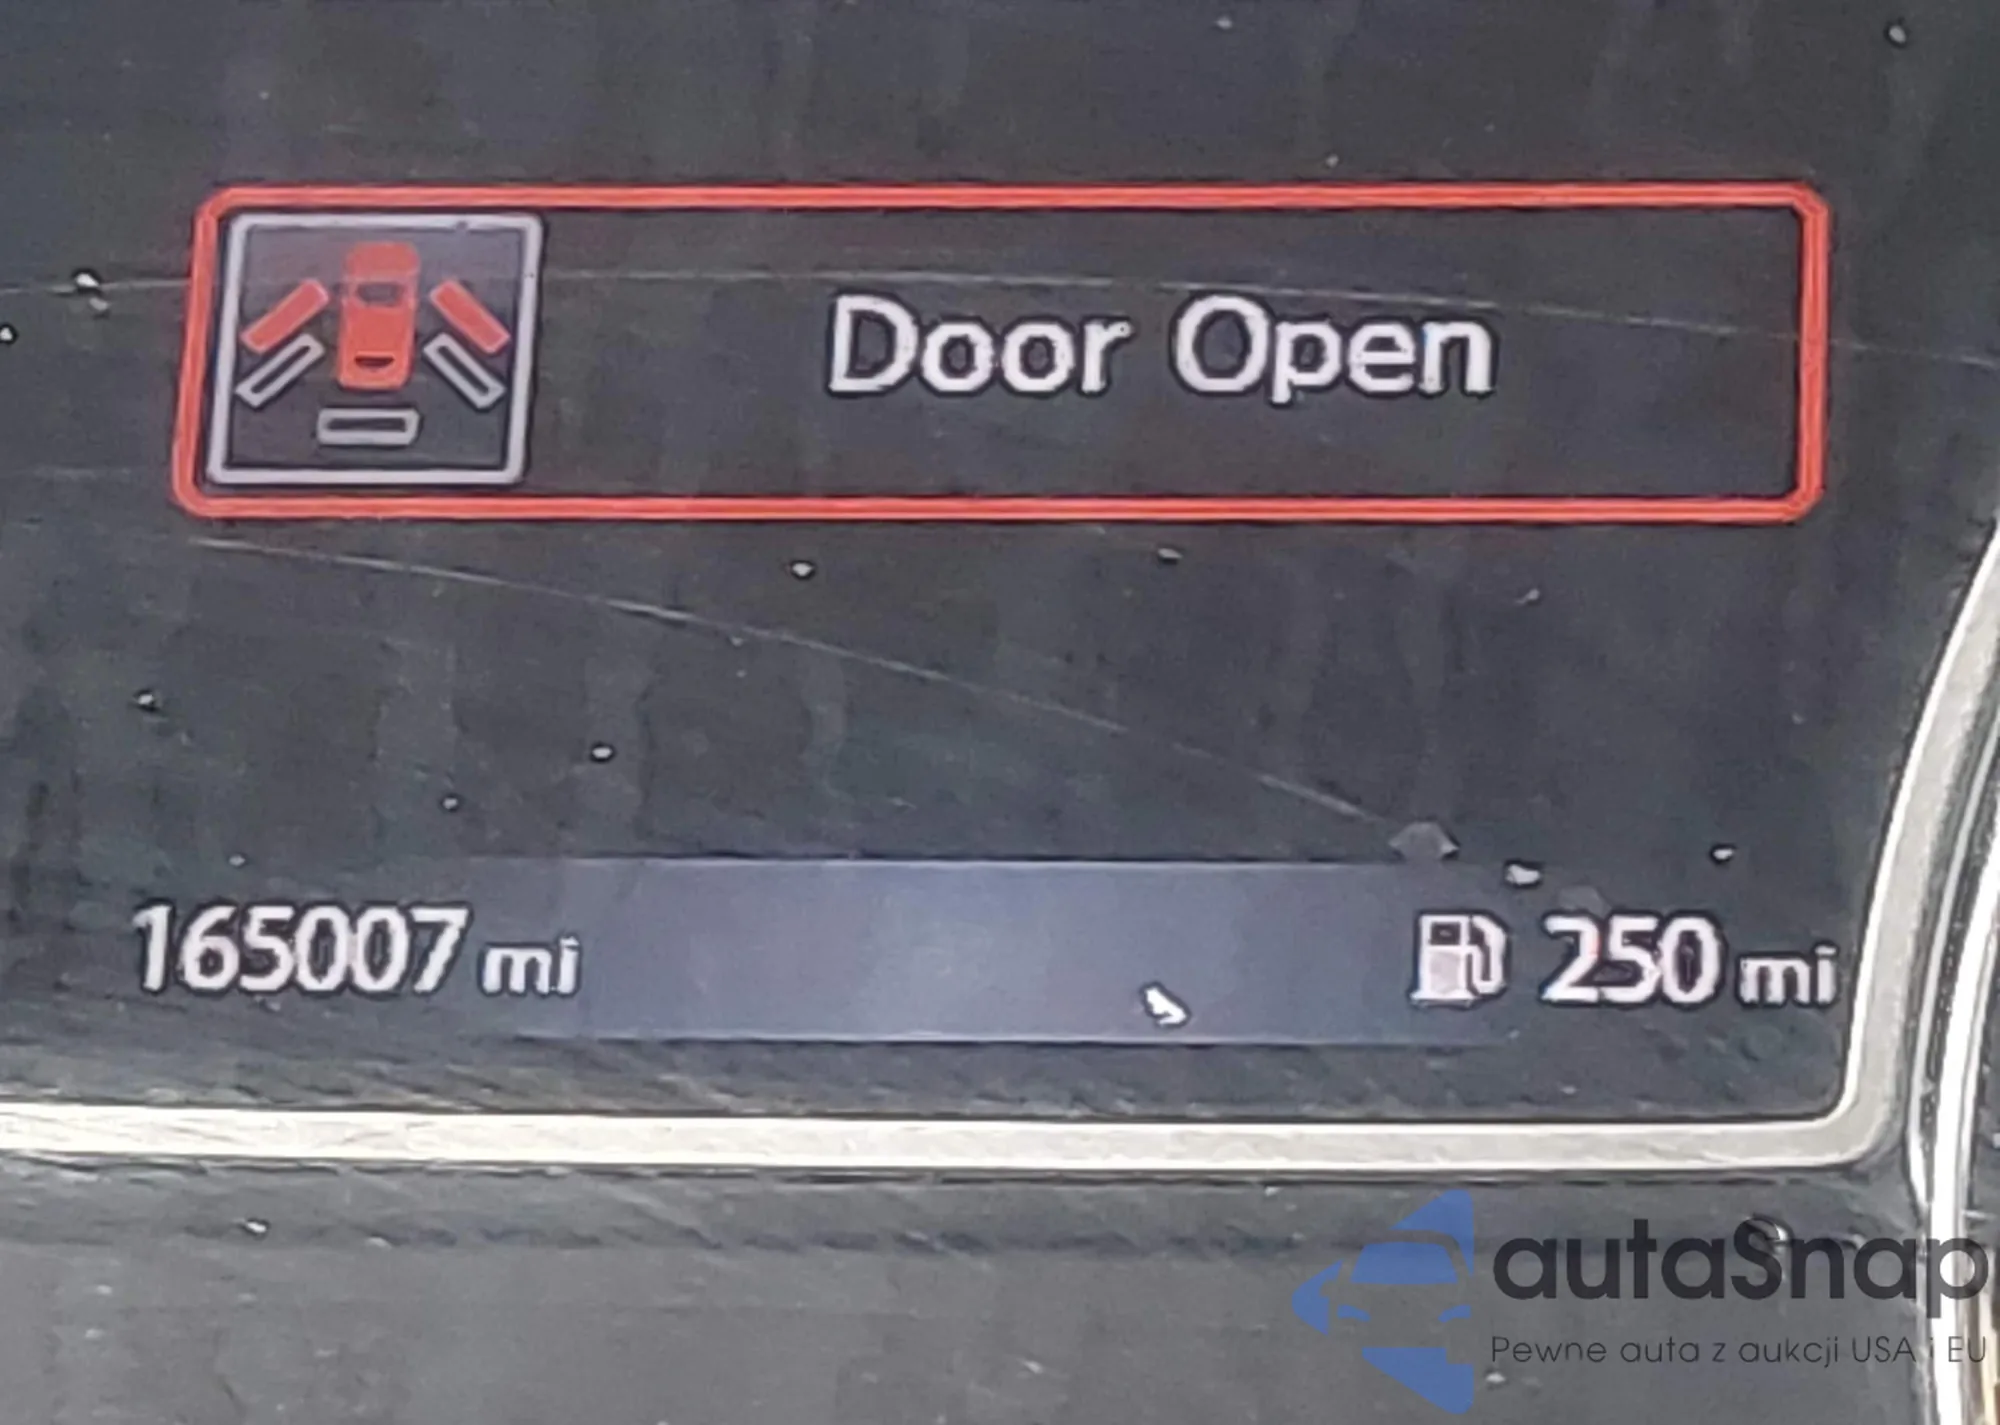 Door Open
165007 mi
250 mi
autaSnap
Pewne auta z aukcji USA i EU